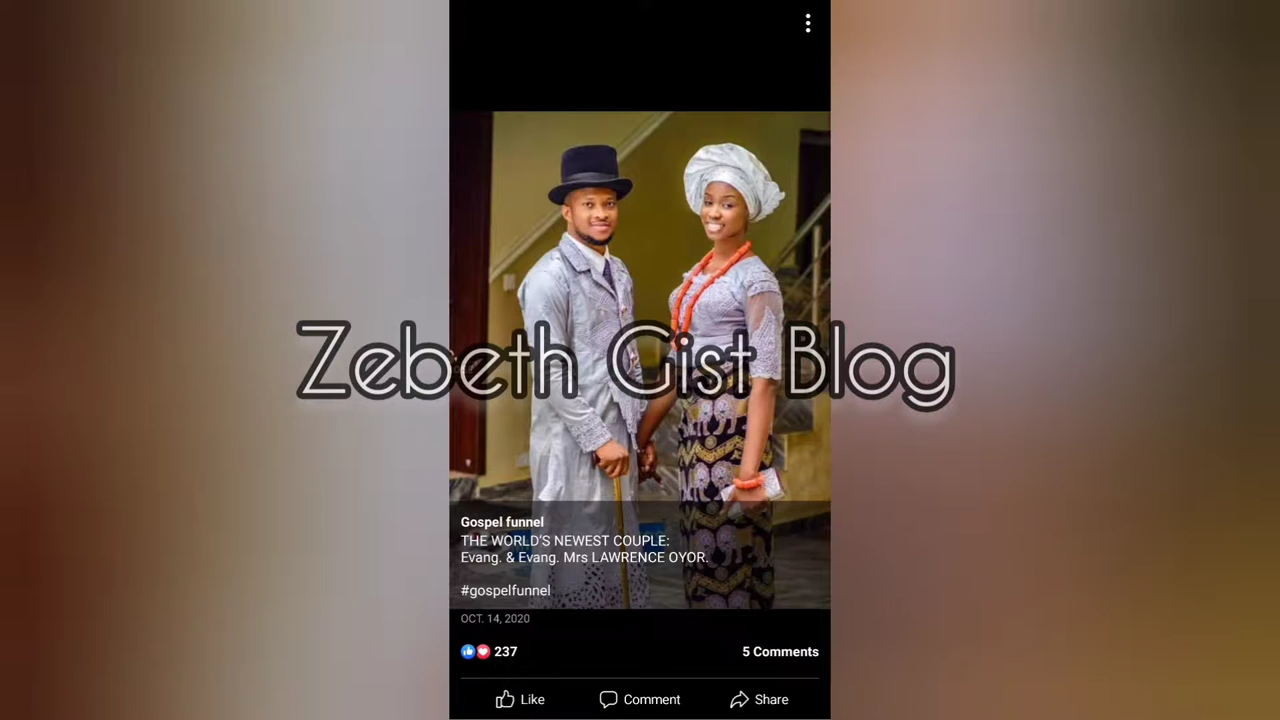 Zebeth Gist Blog
Gospel funnel
THE WORLD'S NEWEST COUPLE:
Evang. & Evang. Mrs LAWRENCE OYOR.
#gospelfunnel
OCT. 14, 2020
237
5 Comments
Like
Comment
Share